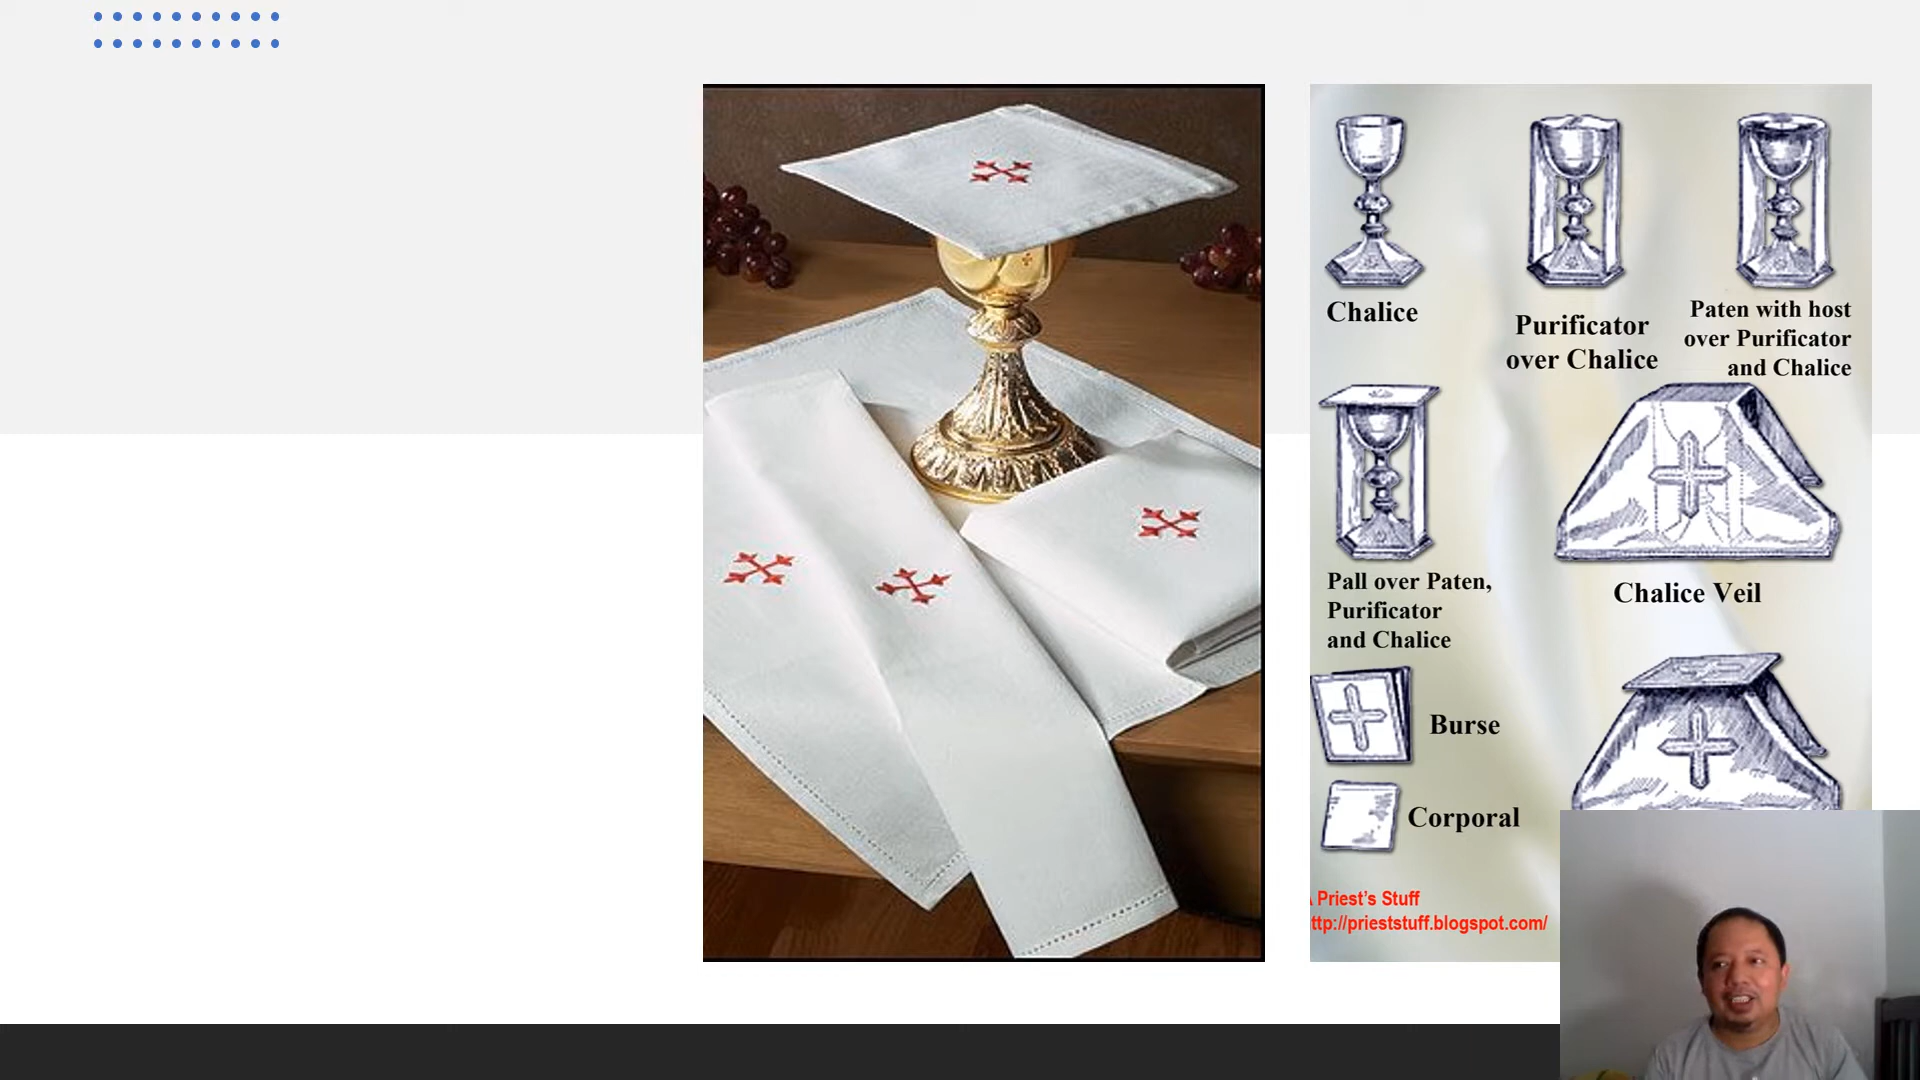 Chalice
Purificator
over Chalice
Paten with host
over Purificator
and Chalice
Pall over Paten,
Purificator
and Chalice
Chalice Veil
Burse
Corporal
Priest’s Stuff
ttp://prieststuff.blogspot.com/